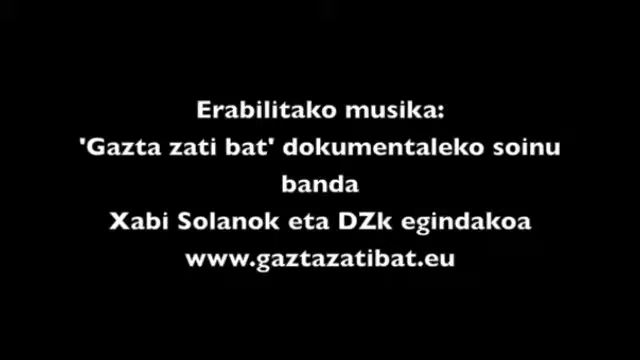 Erabilitako musika:
'Gazta zati bat' dokumentaleko soinu
banda
Xabi Solanok eta DZk egindakoa
www.gaztazatibat.eu